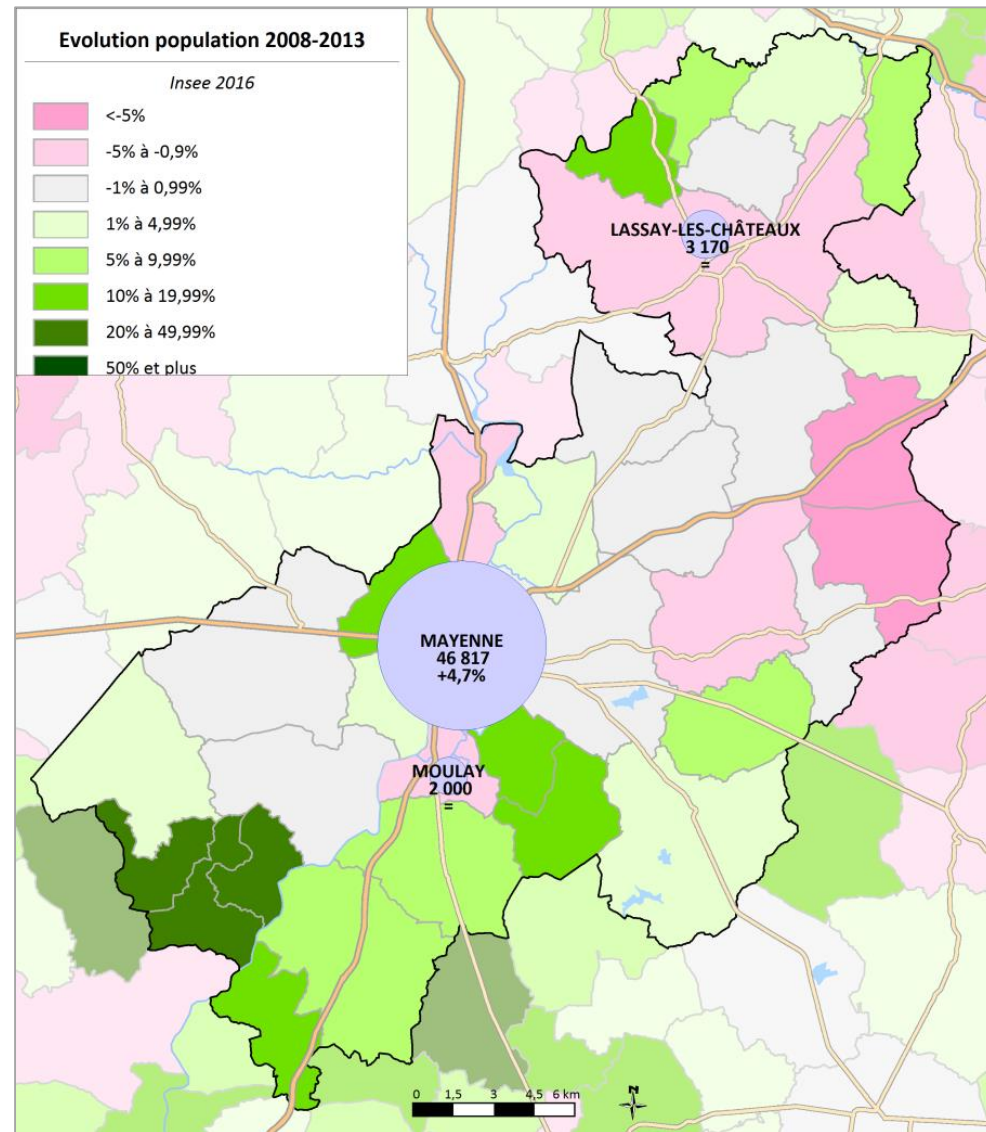 Evolution population 2008-2013
Insee 2016
<-5%
-5% à -0,9%
-1% à 0,99%
1% à 4,99%
5% à 9,99%
10% à 19,99%
20% à 49,99%
50% et plus
LASSAY-LES-CHÂTEAUX
3 170
=
MAYENNE
46 817
+4,7%
MOULAY
2 000
=
0 1,5 3 4,5 6 km
N